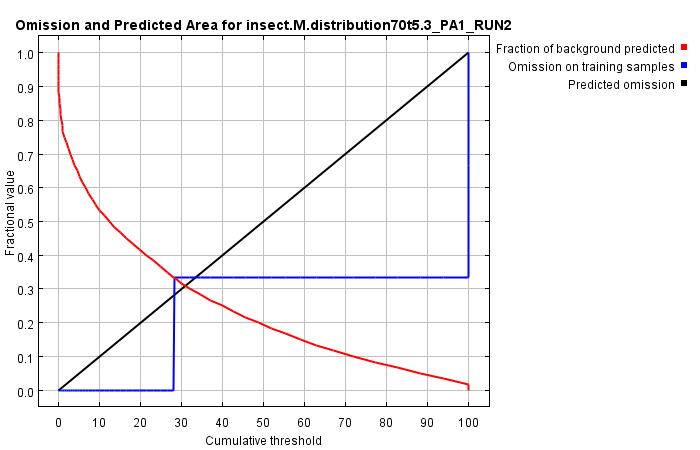 Omission and Predicted Area for insect.M.distribution70t5.3_PA1_RUN2
Fraction of background predicted
Omission on training samples
Predicted omission
1.0
0.9
0.8
0.7
0.6
0.5
0.4
0.3
0.2
0.1
0.0
Fractional value
0 10 20 30 40 50 60 70 80 90 100
Cumulative threshold